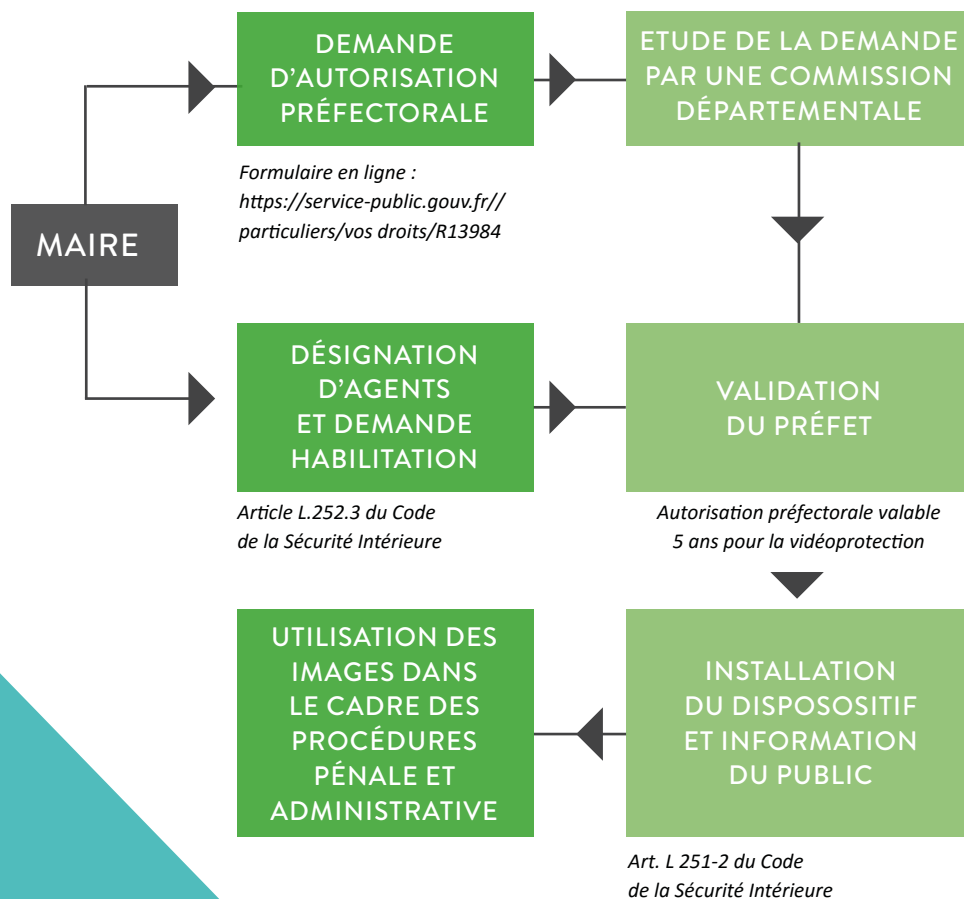 MAIRE
DEMANDE
D'AUTORISATION
PRÉFECTORALE
Formulaire en ligne :
https://service-public.gouv.fr//
particuliers/vos droits/R13984
ETUDE DE LA DEMANDE
PAR UNE COMMISSION
DÉPARTEMENTALE
DÉSIGNATION
D'AGENTS
ET DEMANDE
HABILITATION
Article L.252.3 du Code
de la Sécurité Intérieure
VALIDATION
DU PRÉFET
Autorisation préfectorale valable
5 ans pour la vidéoprotection
INSTALLATION
DU DISPOSOSITIF
ET INFORMATION
DU PUBLIC
Art. L 251-2 du Code
de la Sécurité Intérieure
UTILISATION DES
IMAGES DANS
LE CADRE DES
PROCÉDURES
PÉNALE ET
ADMINISTRATIVE